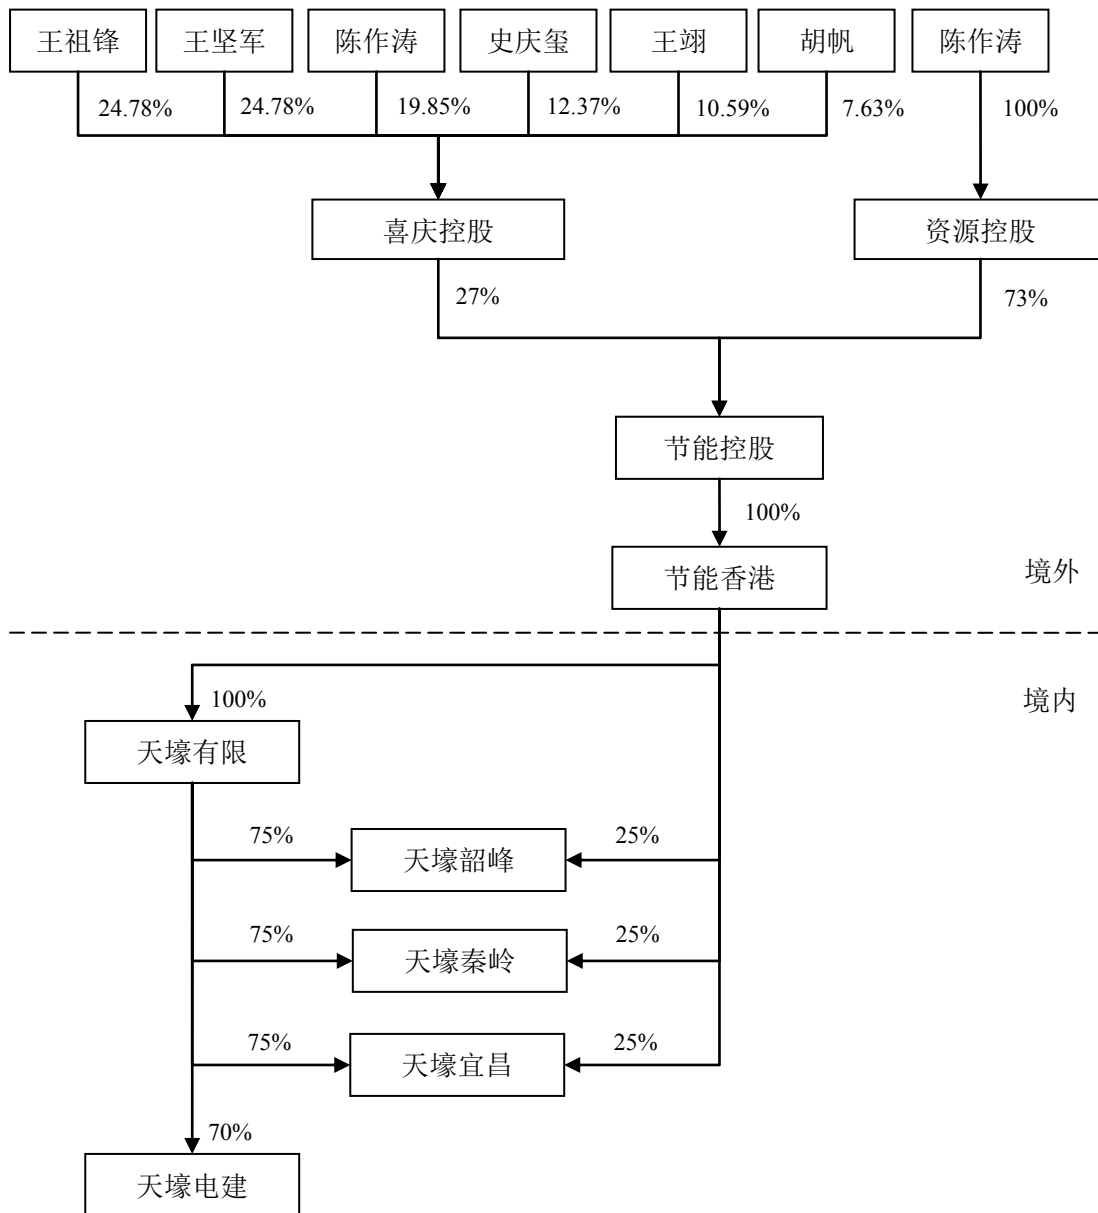 王祖锋 王坚军 陈作涛 史庆玺 王翊 胡帆 陈作涛
24.78% 24.78% 19.85% 12.37% 10.59% 7.63% 100%
喜庆控股 资源控股
27% 73%
节能控股
100%
节能香港
境外
境内
100%
天壕有限
75% 天壕韶峰 25%
75% 天壕秦岭 25%
75% 天壕宜昌 25%
70%
天壕电建